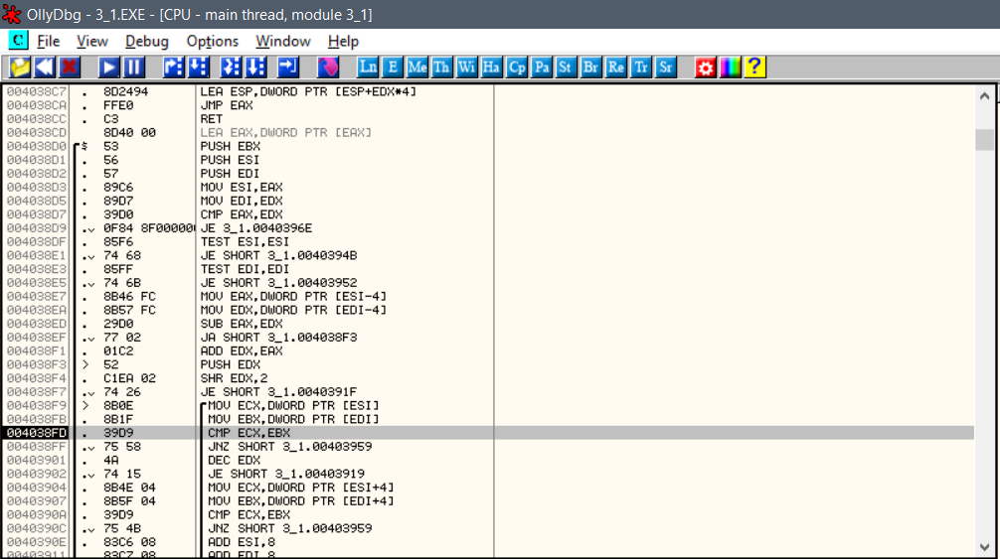 OllyDbg - 3_1.EXE - [CPU - main thread, module 3_1]
C File View Debug Options Window Help
Ln E Me Th Wi Ha Cp Pa St Br Re Tr Sr ?
004038C7 . 8D2494 LEA ESP,DWORD PTR [ESP+EDX*4]
004038CA . FFE0 JMP EAX
004038CC . C3 RET
004038CD 8D40 00 LEA EAX,DWORD PTR [EAX]
004038D0 $ 53 PUSH EBX
004038D1 . 56 PUSH ESI
004038D2 . 57 PUSH EDI
004038D3 . 89C6 MOV ESI,EAX
004038D5 . 89D7 MOV EDI,EDX
004038D7 . 39D0 CMP EAX,EDX
004038D9 .v 0F84 8F00000 JE 3_1.0040396E
004038DF . 85F6 TEST ESI,ESI
004038E1 .v 74 68 JE SHORT 3_1.0040394B
004038E3 . 85FF TEST EDI,EDI
004038E5 .v 74 6B JE SHORT 3_1.00403952
004038E7 . 8B46 FC MOV EAX,DWORD PTR [ESI-4]
004038EA . 8B57 FC MOV EDX,DWORD PTR [EDI-4]
004038ED . 29D0 SUB EAX,EDX
004038EF .v 77 02 JA SHORT 3_1.004038F3
004038F1 . 01C2 ADD EDX,EAX
004038F3 > 52 PUSH EDX
004038F4 . C1EA 02 SHR EDX,2
004038F7 .v 74 26 JE SHORT 3_1.0040391F
004038F9 > 8B0E MOV ECX,DWORD PTR [ESI]
004038FB . 8B1F MOV EBX,DWORD PTR [EDI]
004038FD . 39D9 CMP ECX,EBX
004038FF .v 75 58 JNZ SHORT 3_1.00403959
00403901 . 4A DEC EDX
00403902 .v 74 15 JE SHORT 3_1.00403919
00403904 . 8B4E 04 MOV ECX,DWORD PTR [ESI+4]
00403907 . 8B5F 04 MOV EBX,DWORD PTR [EDI+4]
0040390A . 39D9 CMP ECX,EBX
0040390C .v 75 4B JNZ SHORT 3_1.00403959
0040390E . 83C6 08 ADD ESI,8
00403911 . 83C7 08 ADD EDI,8